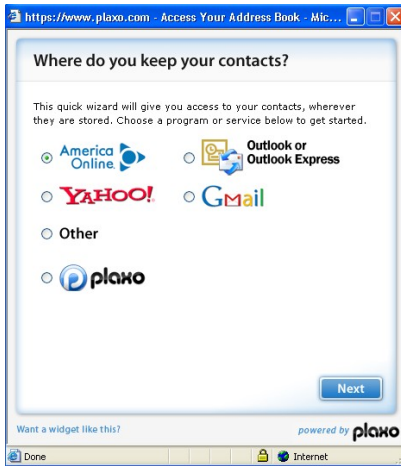 https://www.plaxo.com - Access Your Address Book - Mic...
Where do you keep your contacts?
This quick wizard will give you access to your contacts, wherever
they are stored. Choose a program or service below to get started.
America
Online
Outlook or
Outlook Express
YAHOO!
GMail
Other
plaxo
Next
Want a widget like this?
powered by plaxo
Done
Internet